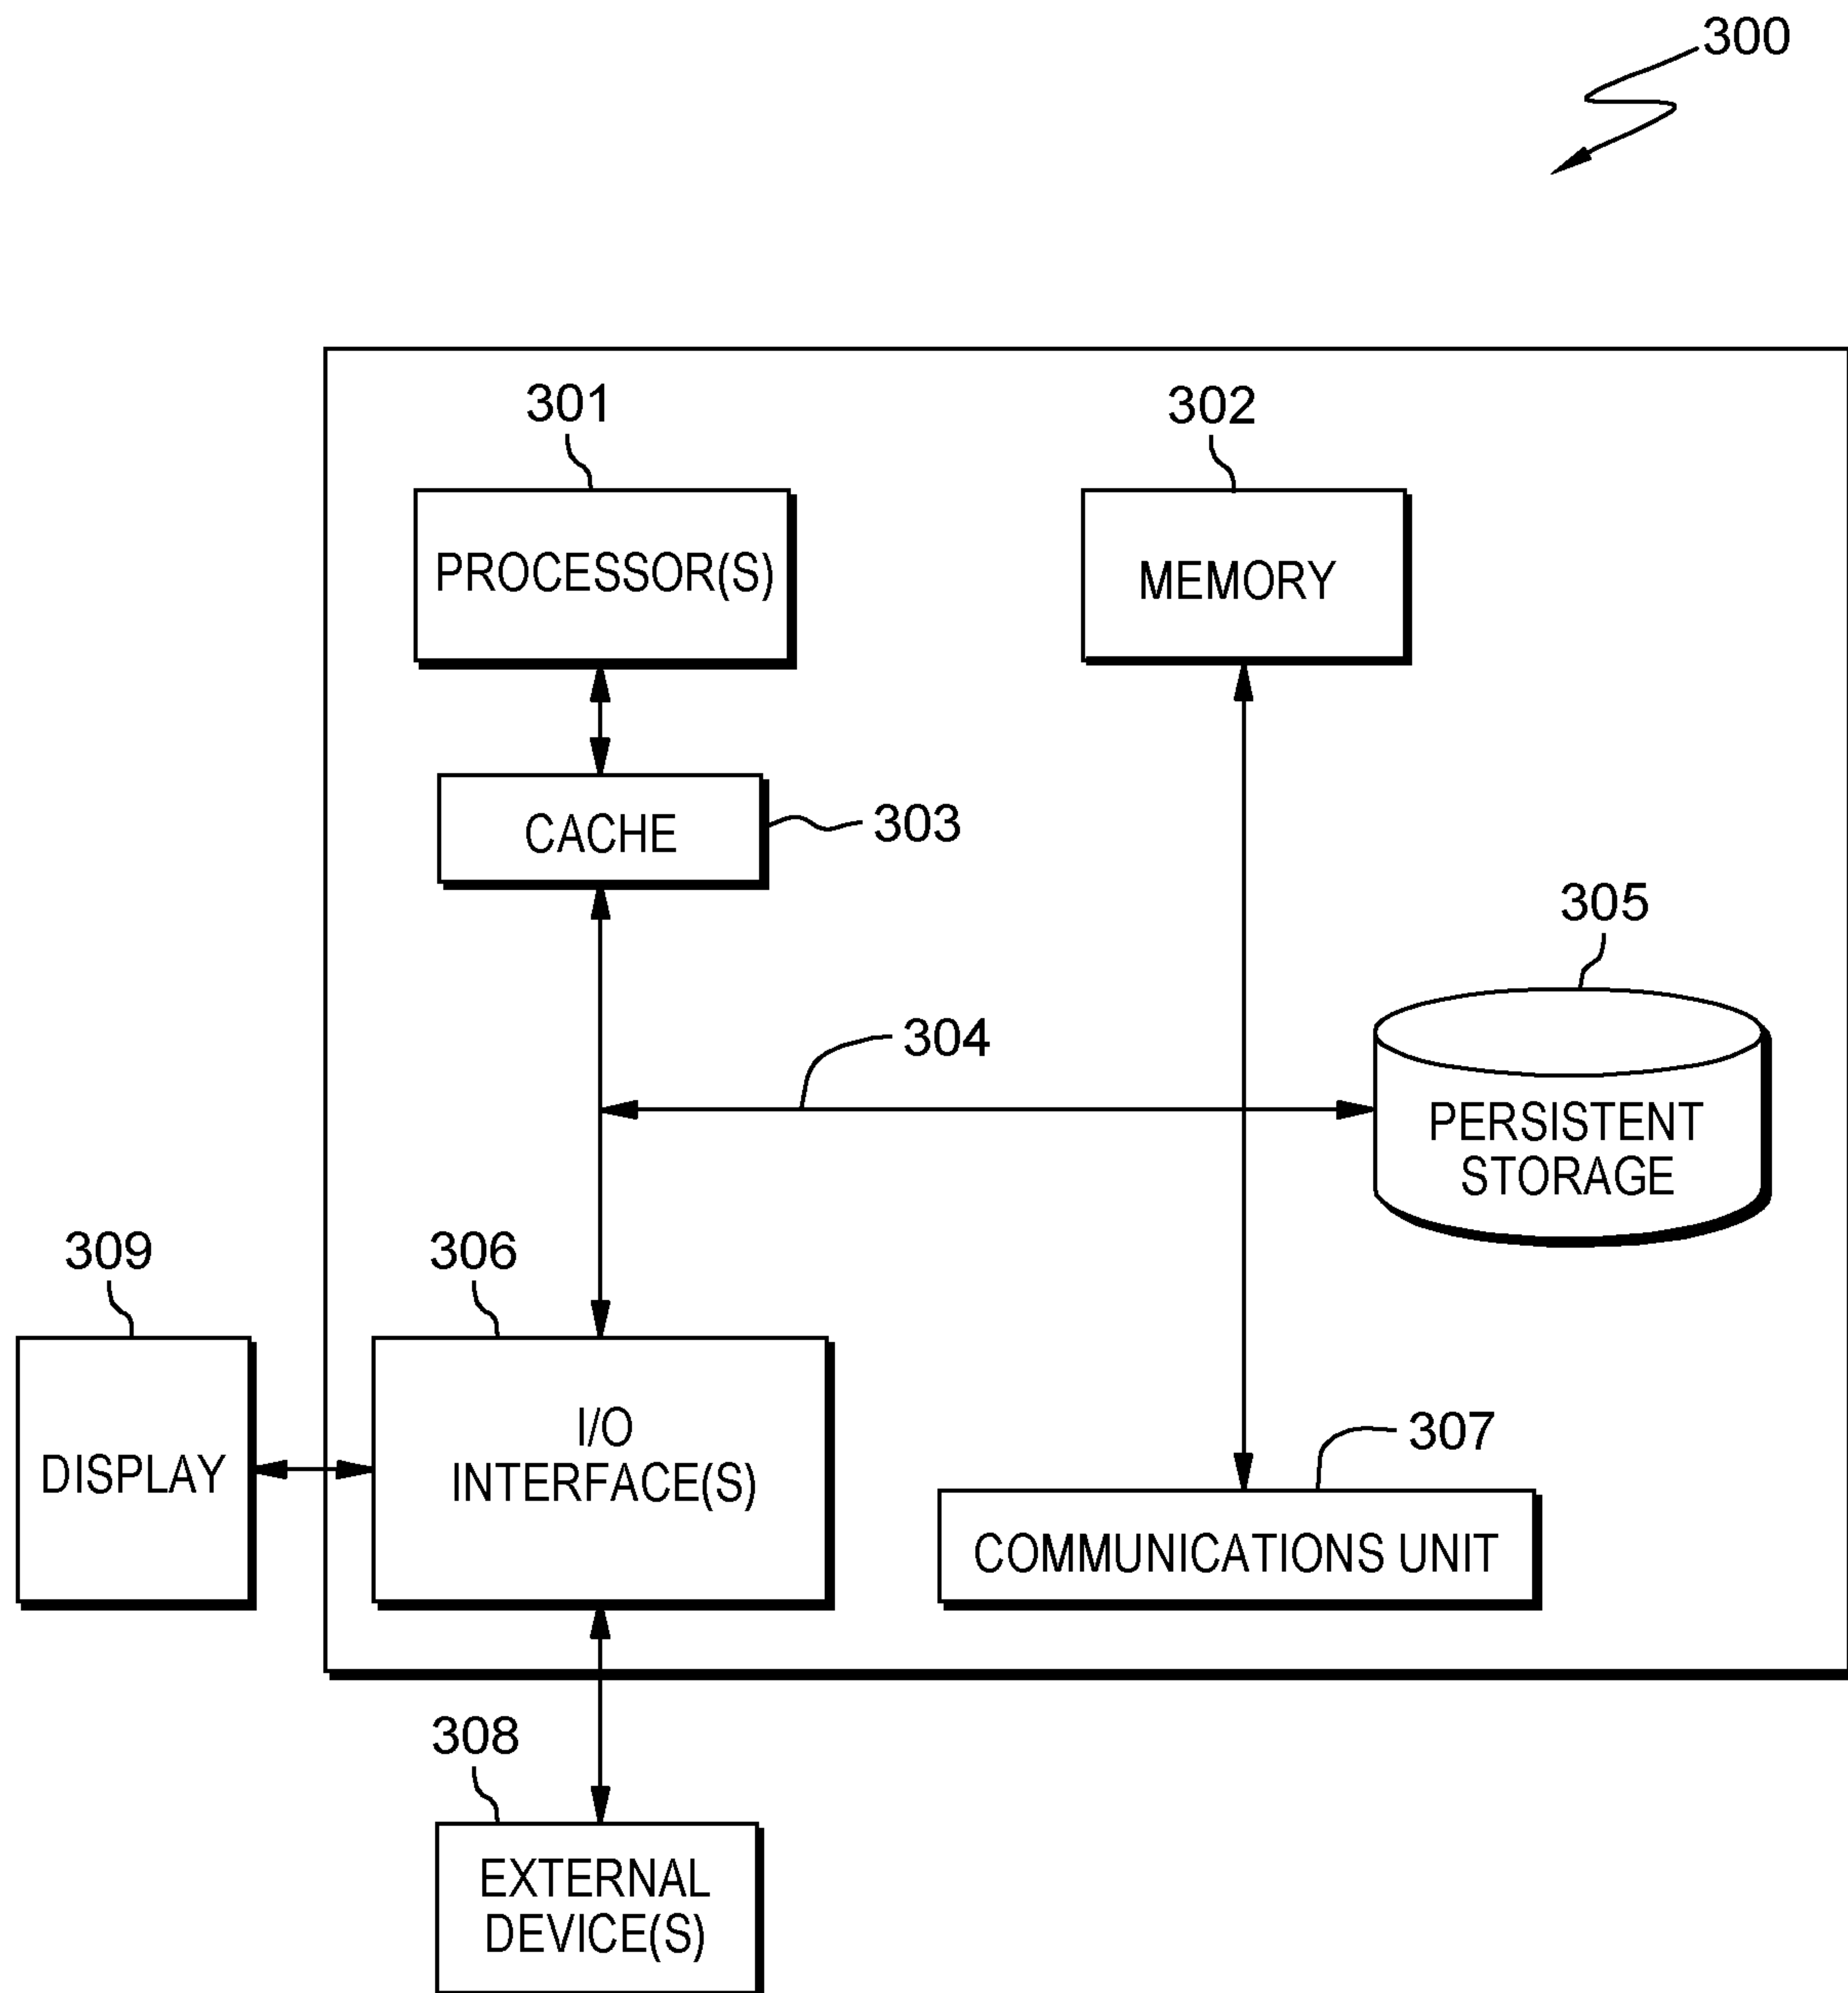 300
301
302
PROCESSOR(S)
MEMORY
CACHE
303
305
304
PERSISTENT
STORAGE
309
306
I/O
INTERFACE(S)
307
DISPLAY
COMMUNICATIONS UNIT
308
EXTERNAL
DEVICE(S)